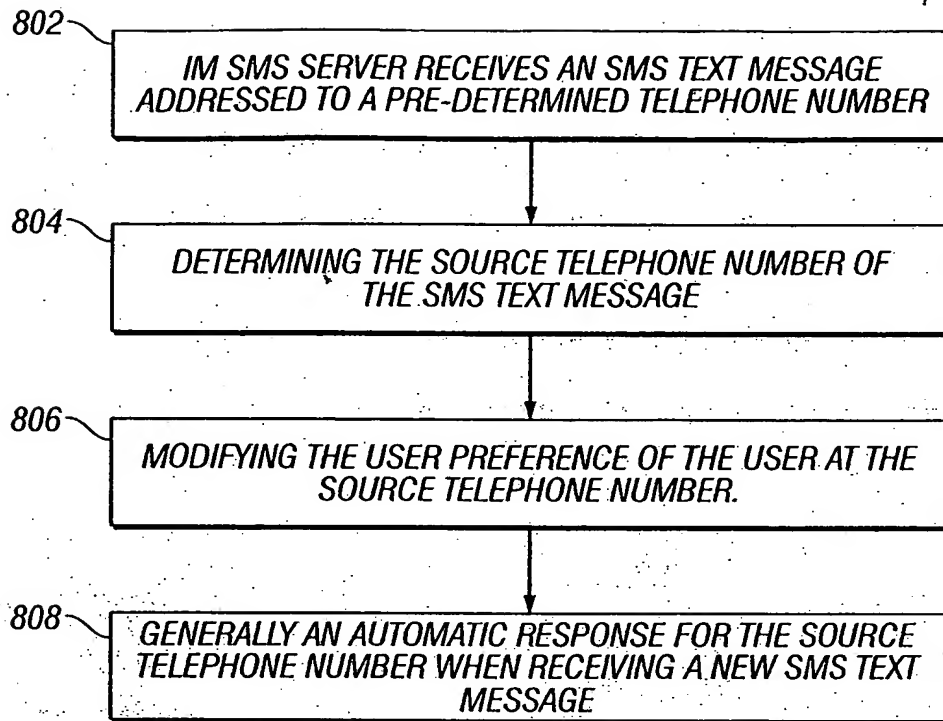 802
IM SMS SERVER RECEIVES AN SMS TEXT MESSAGE
ADDRESSED TO A PRE-DETERMINED TELEPHONE NUMBER
804
DETERMINING THE SOURCE TELEPHONE NUMBER OF
THE SMS TEXT MESSAGE
806
MODIFYING THE USER PREFERENCE OF THE USER AT THE
SOURCE TELEPHONE NUMBER.
808
GENERALLY AN AUTOMATIC RESPONSE FOR THE SOURCE
TELEPHONE NUMBER WHEN RECEIVING A NEW SMS TEXT
MESSAGE